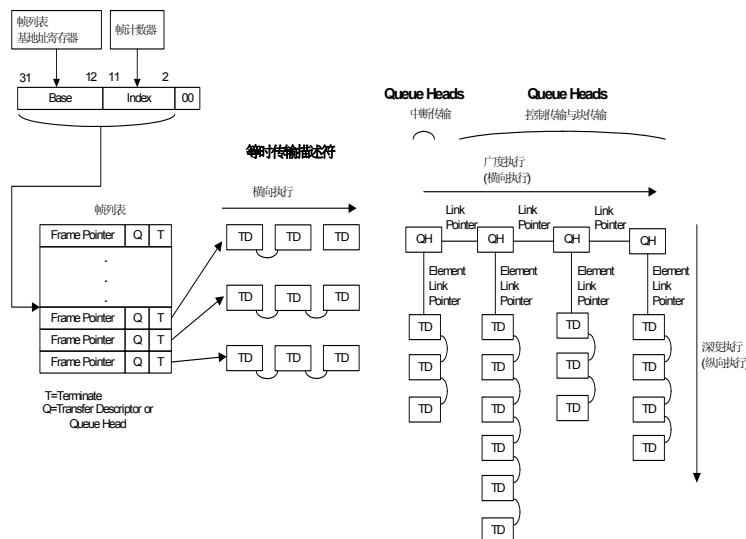 帧列表
基地址寄存器
帧计数器
31 12 11 2
Base Index 00
等时传输描述符
横向执行
帧列表
Frame Pointer Q T
.
.
.
Frame Pointer Q T
Frame Pointer Q T
Frame Pointer Q T
T=Terminate
Q=Transfer Descriptor or
Queue Head
TD TD TD
TD TD TD
TD TD TD
Queue Heads
中断传输
Queue Heads
控制传输与块传输
广度执行
(横向执行)
Link
Pointer
Link
Pointer
Link
Pointer
QH QH QH QH
Element
Link
Pointer
Element
Link
Pointer
Element
Link
Pointer
Element
Link
Pointer
TD TD TD TD
TD TD TD TD
TD TD TD TD
TD TD
TD
TD
深度执行
(纵向执行)